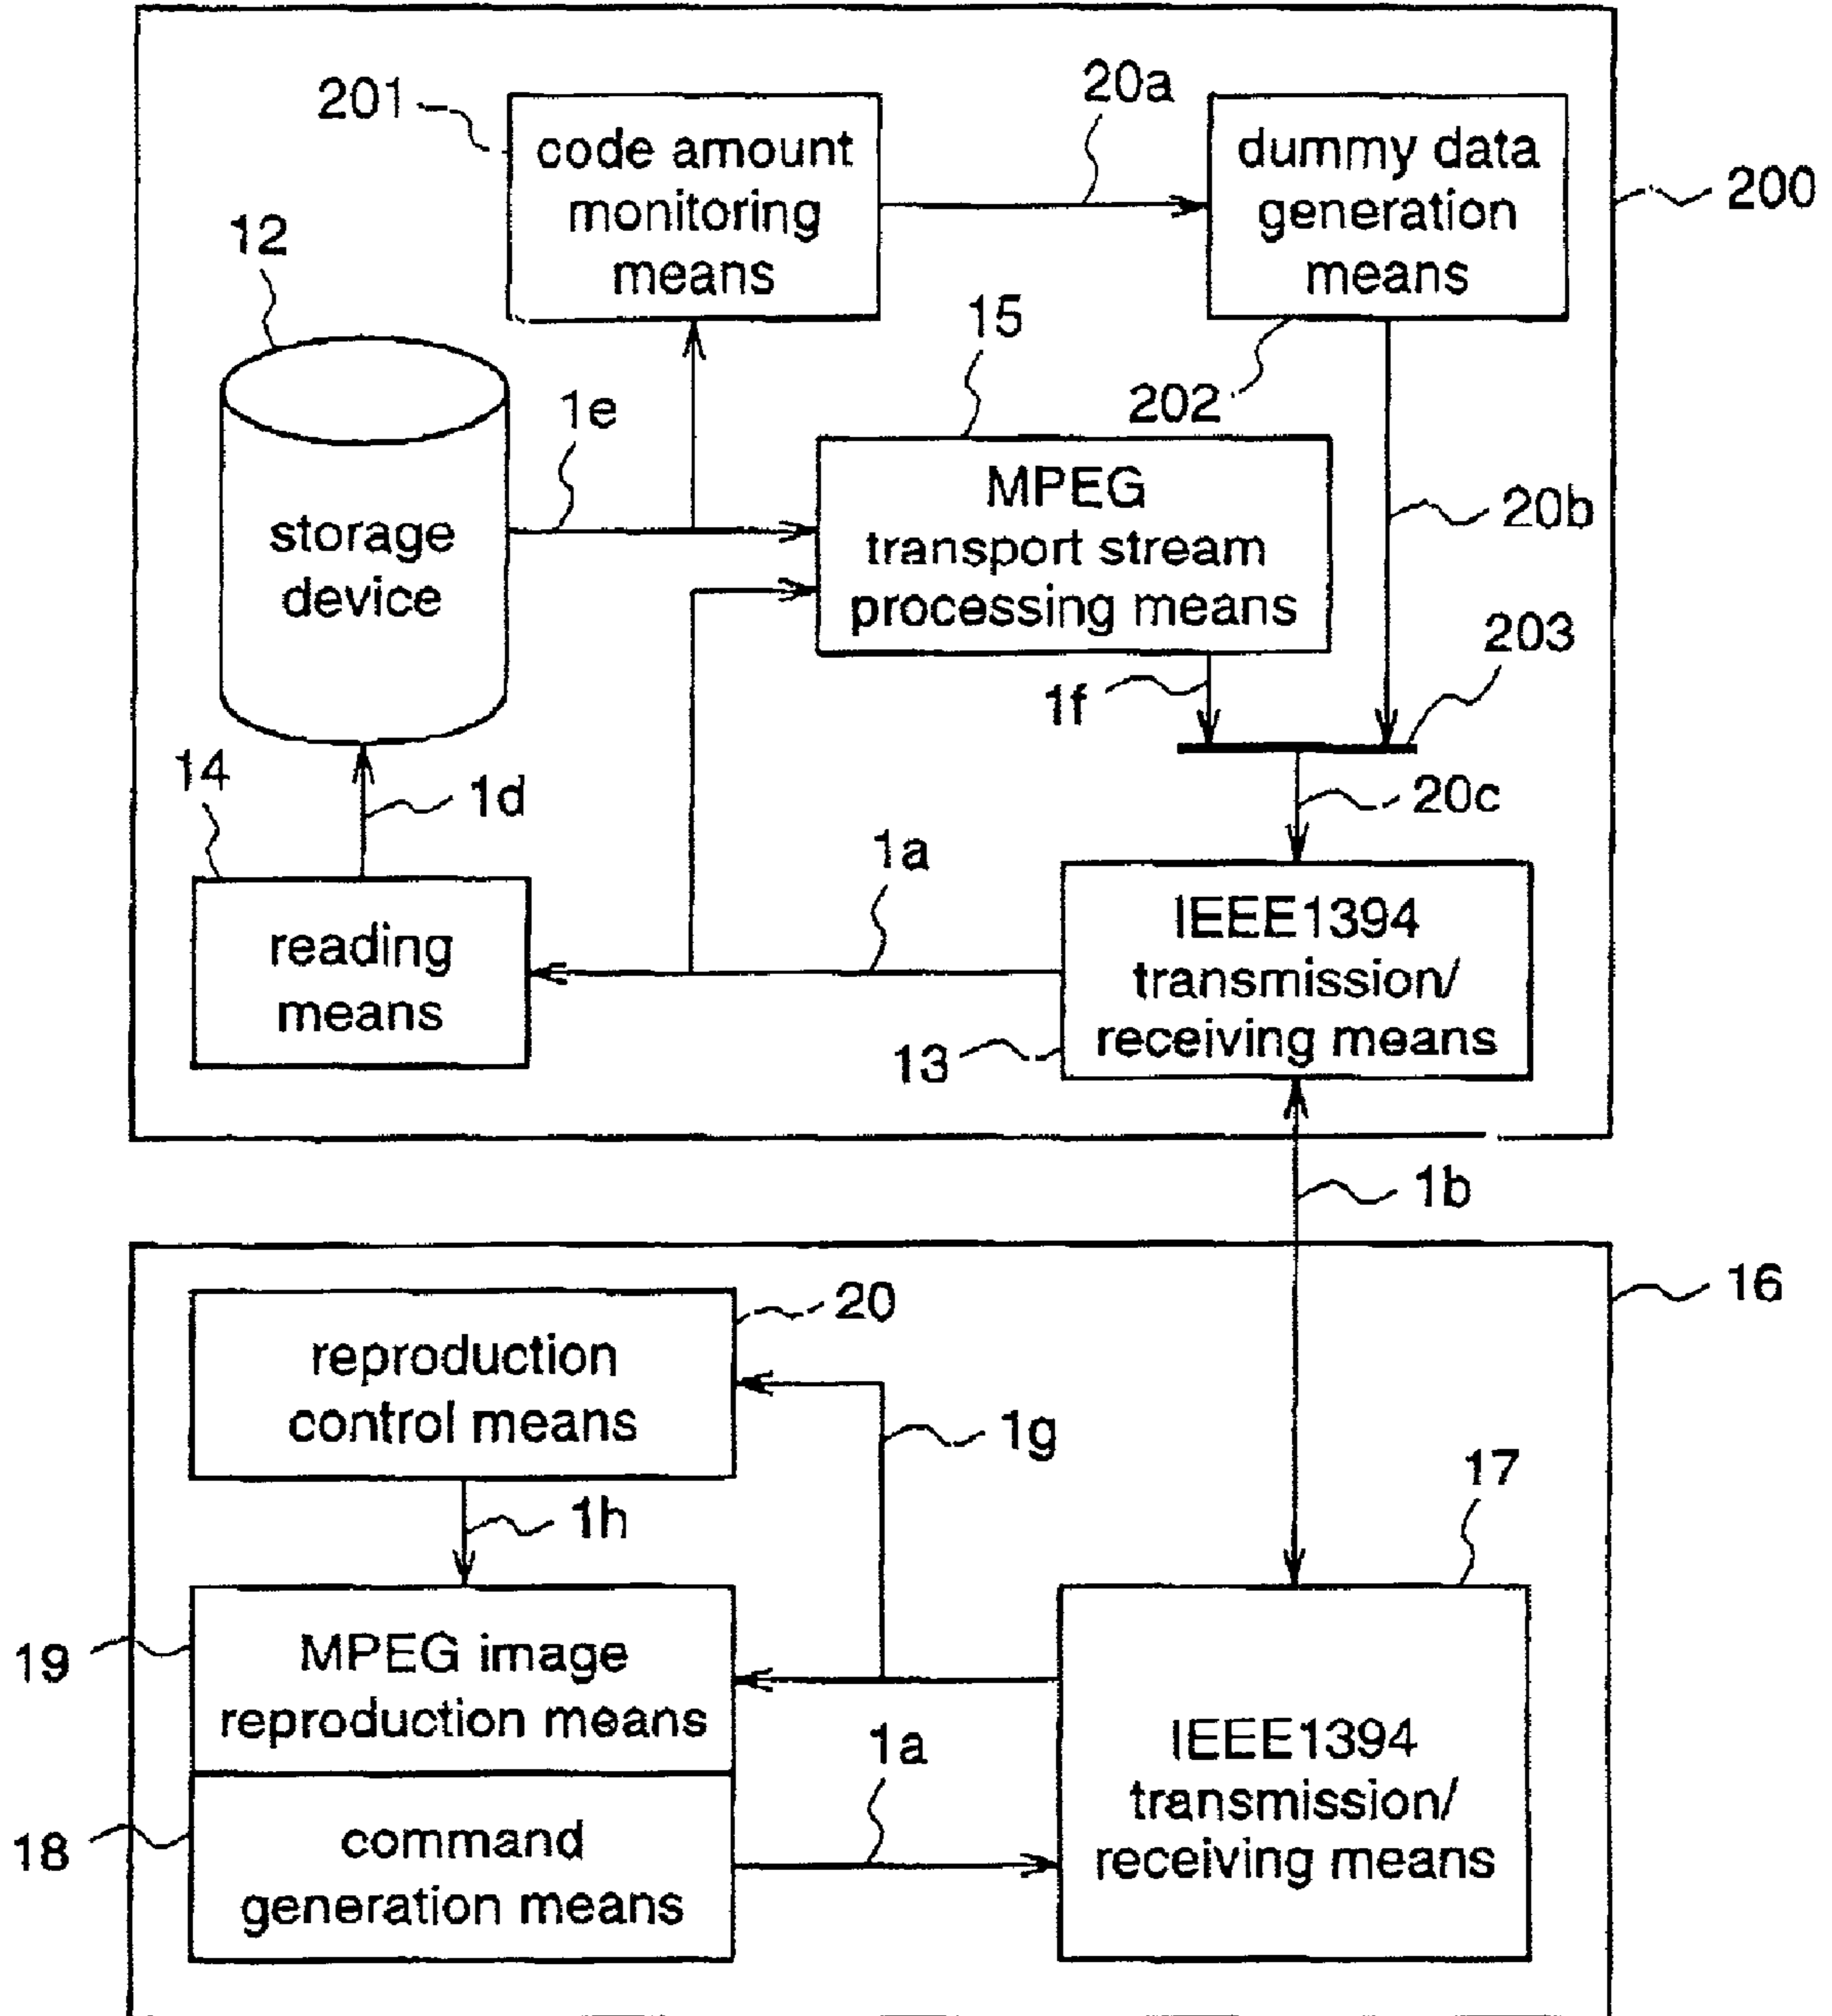 201
code amount
monitoring
means
20a
dummy data
generation
means
200
12
15
202
1e
storage
device
MPEG
transport stream
processing means
20b
203
1f
14
1d
20c
1a
reading
means
IEEE1394
transmission/
receiving means
13
1b
16
20
reproduction
control means
1g
17
1h
19
MPEG image
reproduction means
1a
IEEE1394
transmission/
receiving means
18
command
generation means